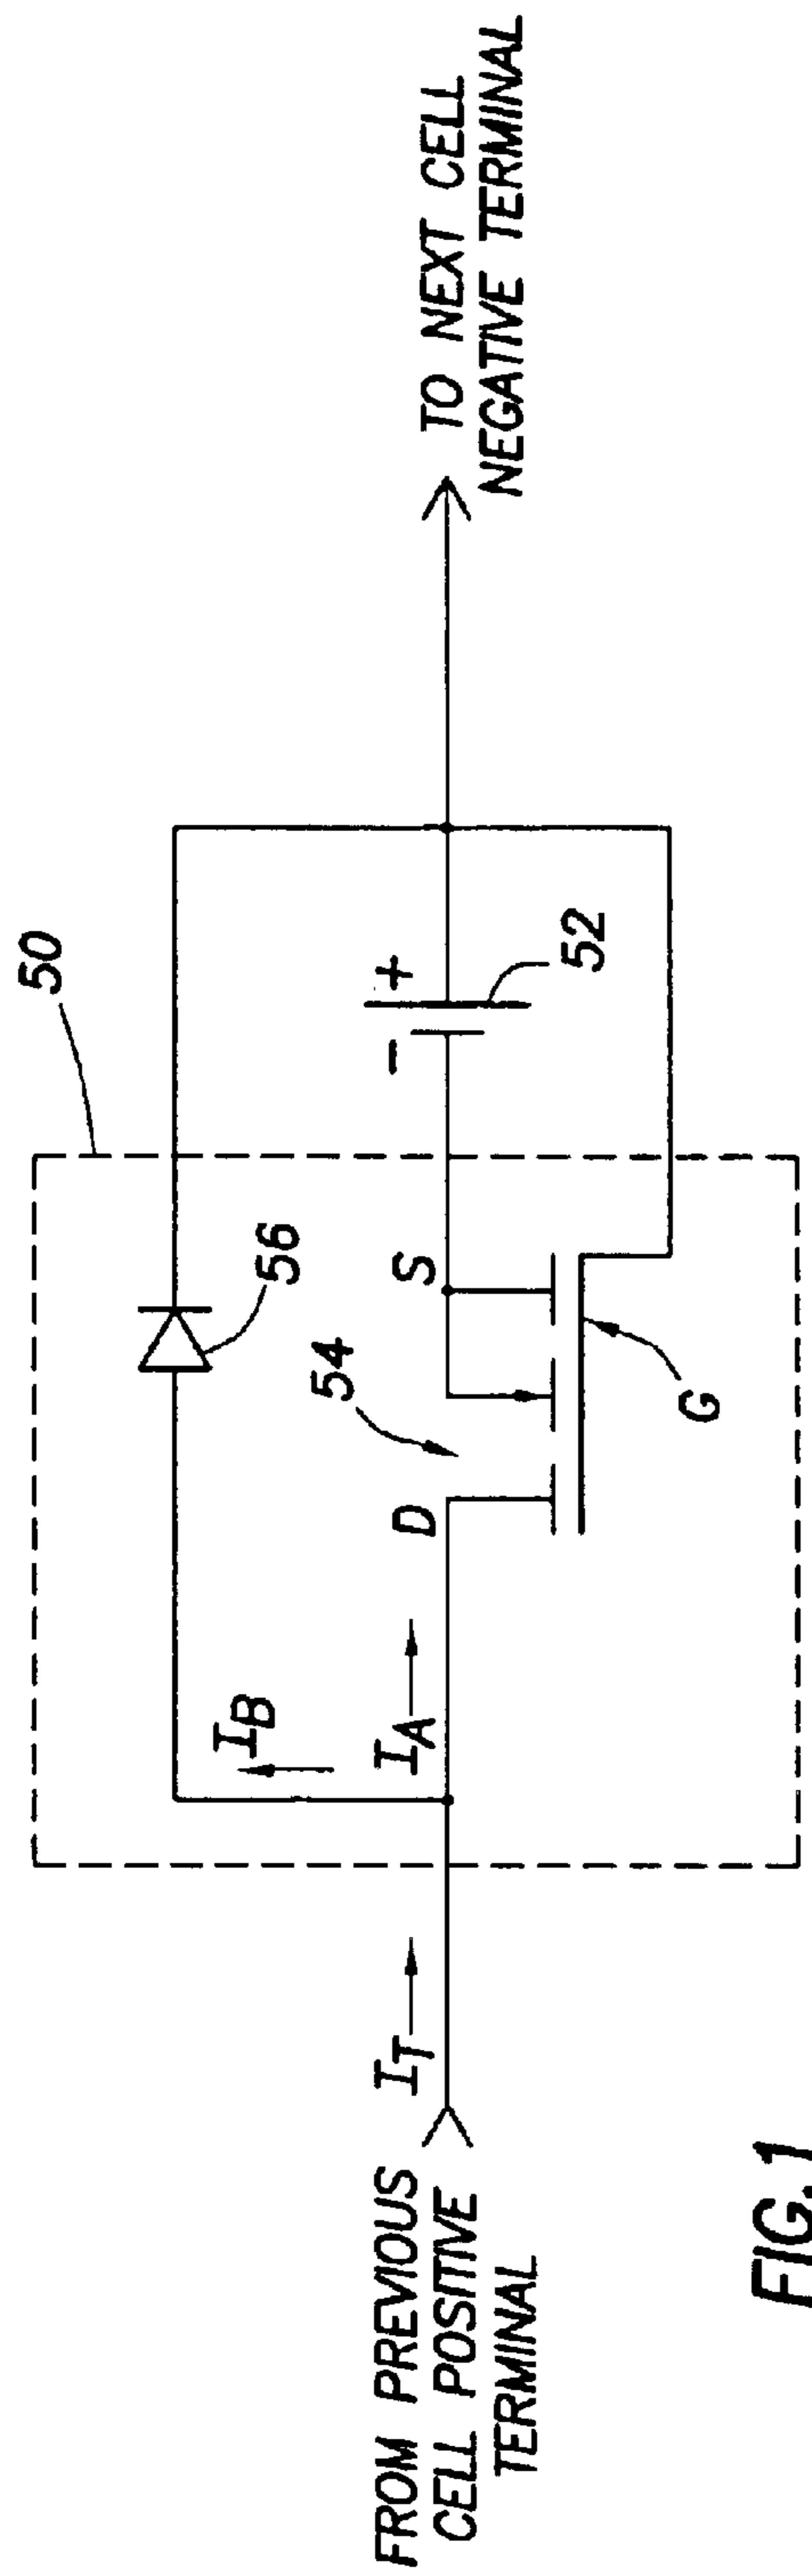 50
56
I_B
54
FROM PREVIOUS
CELL POSITIVE
TERMINAL
I_T
I_A
D
S
- +
52
TO NEXT CELL
NEGATIVE TERMINAL
G
FIG. 1